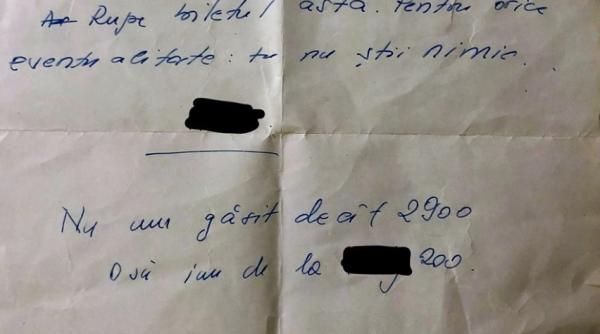 Rupe biletul asta. Pentru orice
eventualitate: tu nu știi nimic.
Nu am găsit decât 2900
O să iau de la 200.